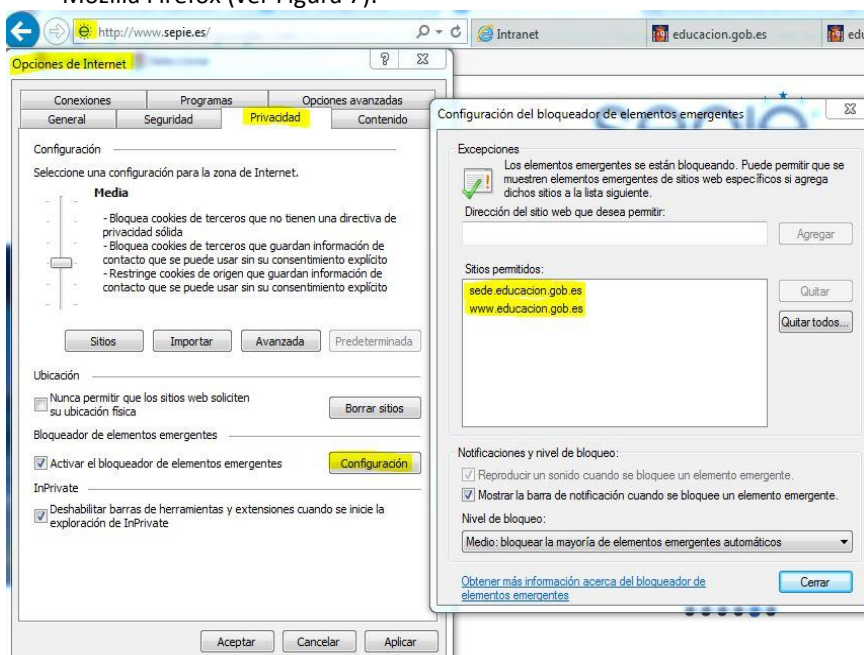 Mozilla Firefox (ver Figura 7).
http://www.sepie.es/
Intranet
educacion.gob.es
edu
Opciones de Internet
Conexiones
Programas
Opciones avanzadas
General
Seguridad
Privacidad
Contenido
Configuración
Seleccione una configuración para la zona de Internet.
Media
- Bloquea cookies de terceros que no tienen una directiva de
privacidad sólida
- Bloquea cookies de terceros que guardan información de
contacto que se puede usar sin su consentimiento explícito
- Restringe cookies de origen que guardan información de
contacto que se puede usar sin su consentimiento explícito
Sitios
Importar
Avanzada
Predeterminada
Ubicación
Nunca permitir que los sitios web soliciten
su ubicación física
Borrar sitios
Bloqueador de elementos emergentes
Activar el bloqueador de elementos emergentes
Configuración
InPrivate
Deshabilitar barras de herramientas y extensiones cuando se inicie la
exploración de InPrivate
Aceptar
Cancelar
Aplicar
Configuración del bloqueador de elementos emergentes
Excepciones
Los elementos emergentes se están bloqueando. Puede permitir que se
muestren elementos emergentes de sitios web específicos si agrega
dichos sitios a la lista siguiente.
Dirección del sitio web que desea permitir:
Agregar
Sitios permitidos:
sede.educacion.gob.es
www.educacion.gob.es
Quitar
Quitar todos...
Notificaciones y nivel de bloqueo:
Reproducir un sonido cuando se bloquee un elemento emergente.
Mostrar la barra de notificación cuando se bloquee un elemento emergente.
Nivel de bloqueo:
Medio: bloquear la mayoría de elementos emergentes automáticos
Obtener más información acerca del bloqueador de
elementos emergentes
Cerrar